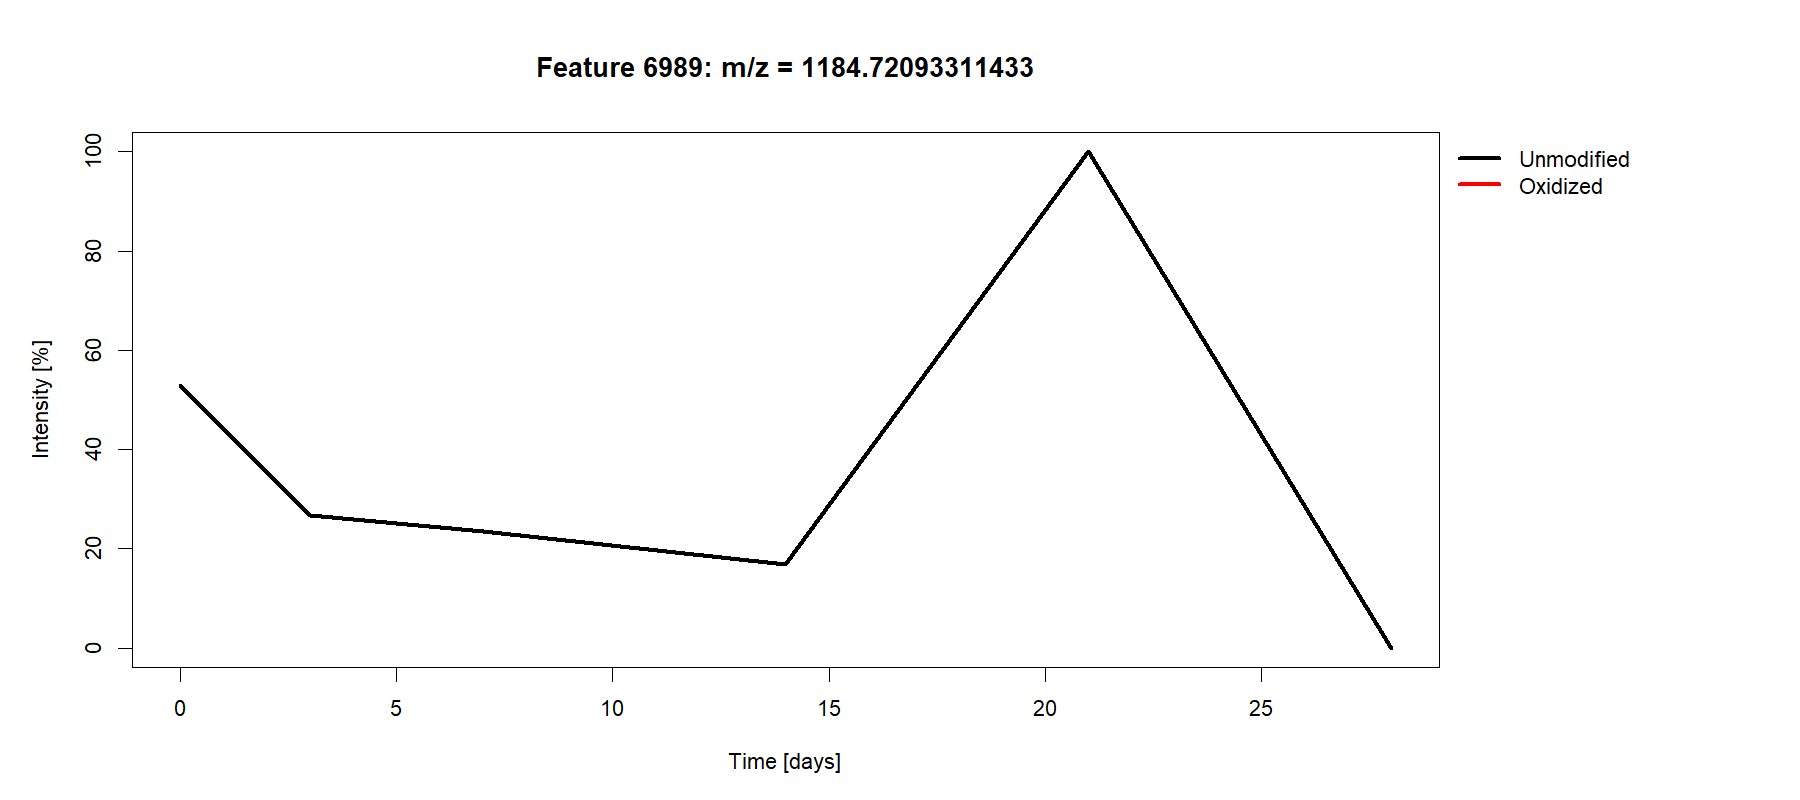 Feature 6989: m/z = 1184.72093311433
Unmodified
Oxidized
Intensity [%]
100
80
60
40
20
0
0 5 10 15 20 25
Time [days]